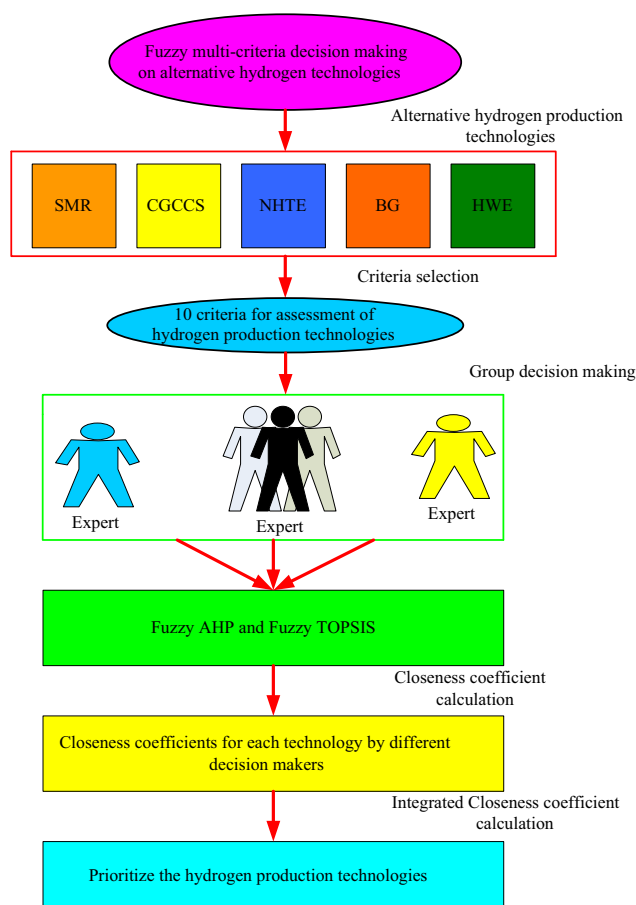 Fuzzy multi-criteria decision making
on alternative hydrogen technologies
Alternative hydrogen production
technologies
SMR
CGCCS
NHTE
BG
HWE
Criteria selection
10 criteria for assessment of
hydrogen production technologies
Group decision making
Expert
Expert
Expert
Fuzzy AHP and Fuzzy TOPSIS
Closeness coefficient
calculation
Closeness coefficients for each technology by different
decision makers
Integrated Closeness coefficient
calculation
Prioritize the hydrogen production technologies